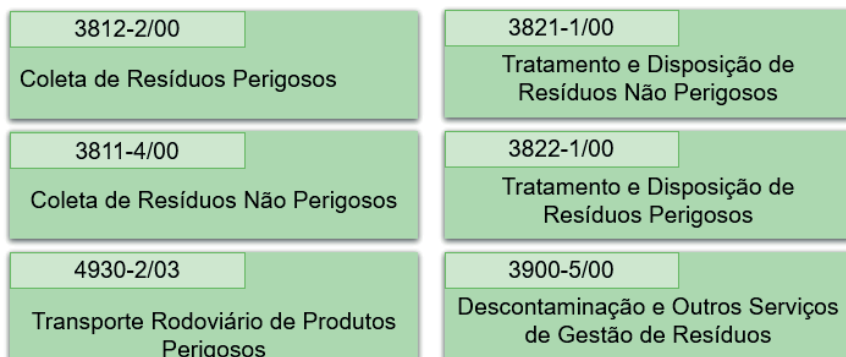 3812-2/00
Coleta de Resíduos Perigosos
3821-1/00
Tratamento e Disposição de
Resíduos Não Perigosos
3811-4/00
Coleta de Resíduos Não Perigosos
3822-1/00
Tratamento e Disposição de
Resíduos Perigosos
4930-2/03
Transporte Rodoviário de Produtos
Perigosos
3900-5/00
Descontaminação e Outros Serviços
de Gestão de Resíduos